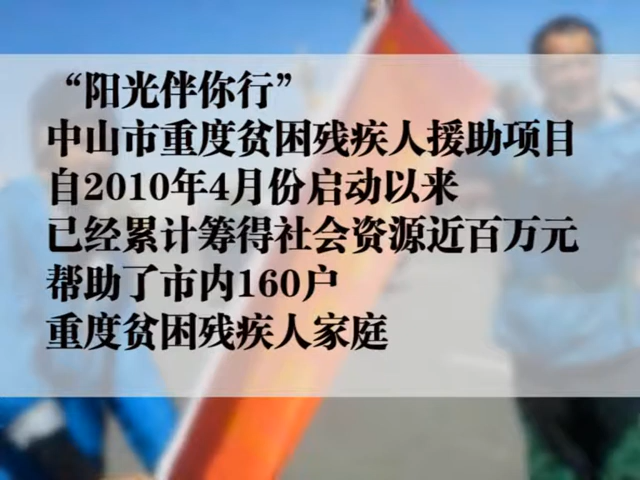 “阳光伴你行”
中山市重度贫困残疾人援助项目
自2010年4月份启动以来
已经累计筹得社会资源近百万元
帮助了市内160户
重度贫困残疾人家庭